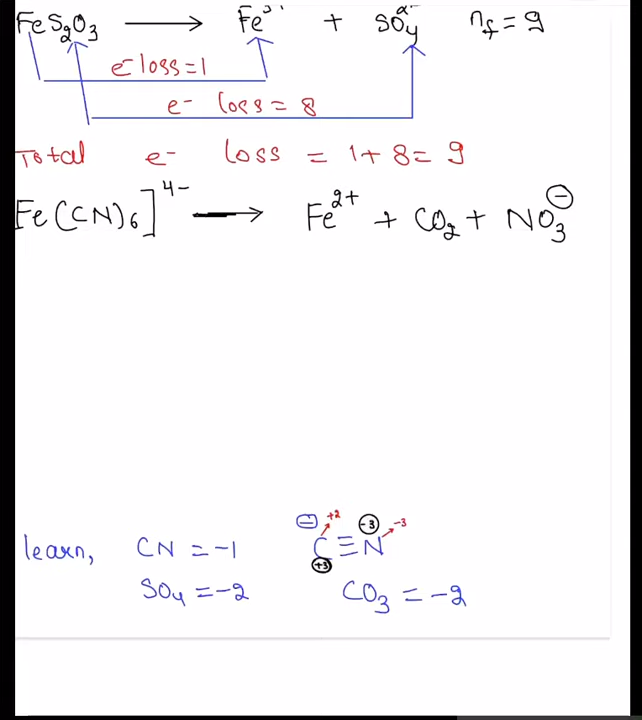 FeS2O3 ⟶ Fe3+ + SO4 2- nf = 9
e- loss = 1
e- loss = 8
Total e- loss = 1 + 8 = 9
Fe(CN)6]4- ⟶ Fe2+ + CO2 + NO3-
- +2 -3 -3
learn, CN = -1 C ≡ N
+3
SO4 = -2 CO3 = -2